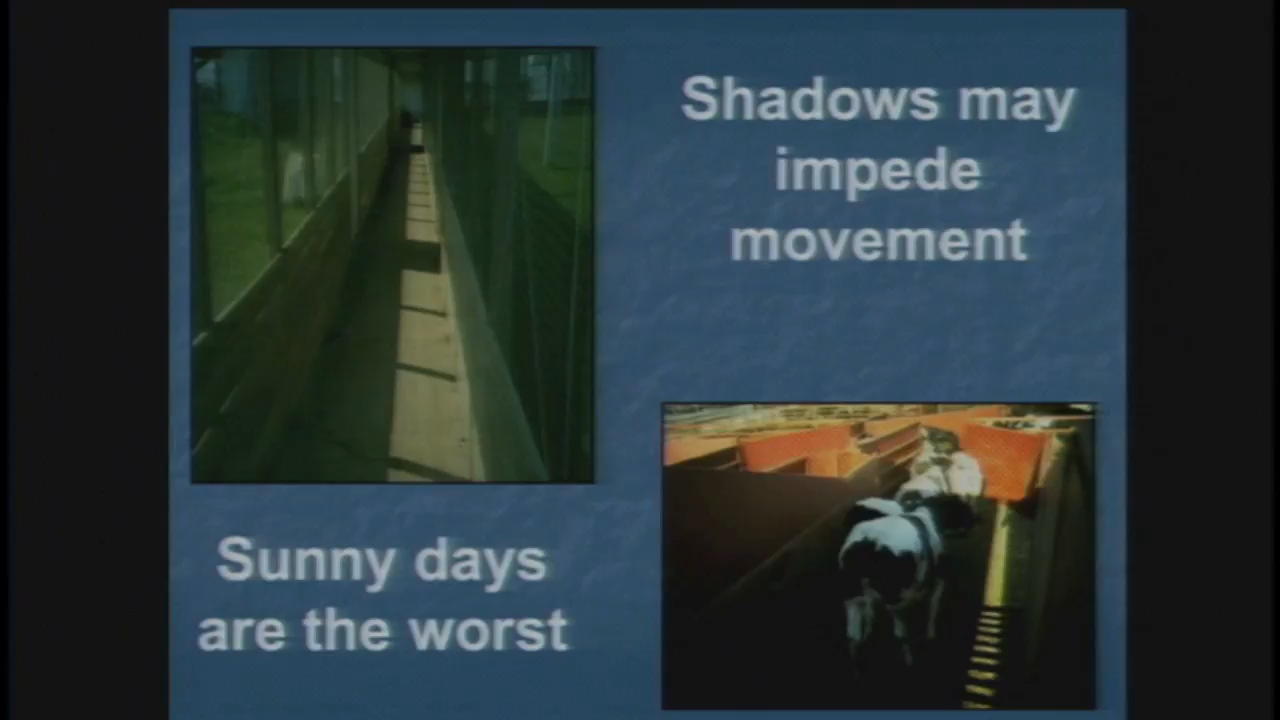 Shadows may
impede
movement
Sunny days
are the worst